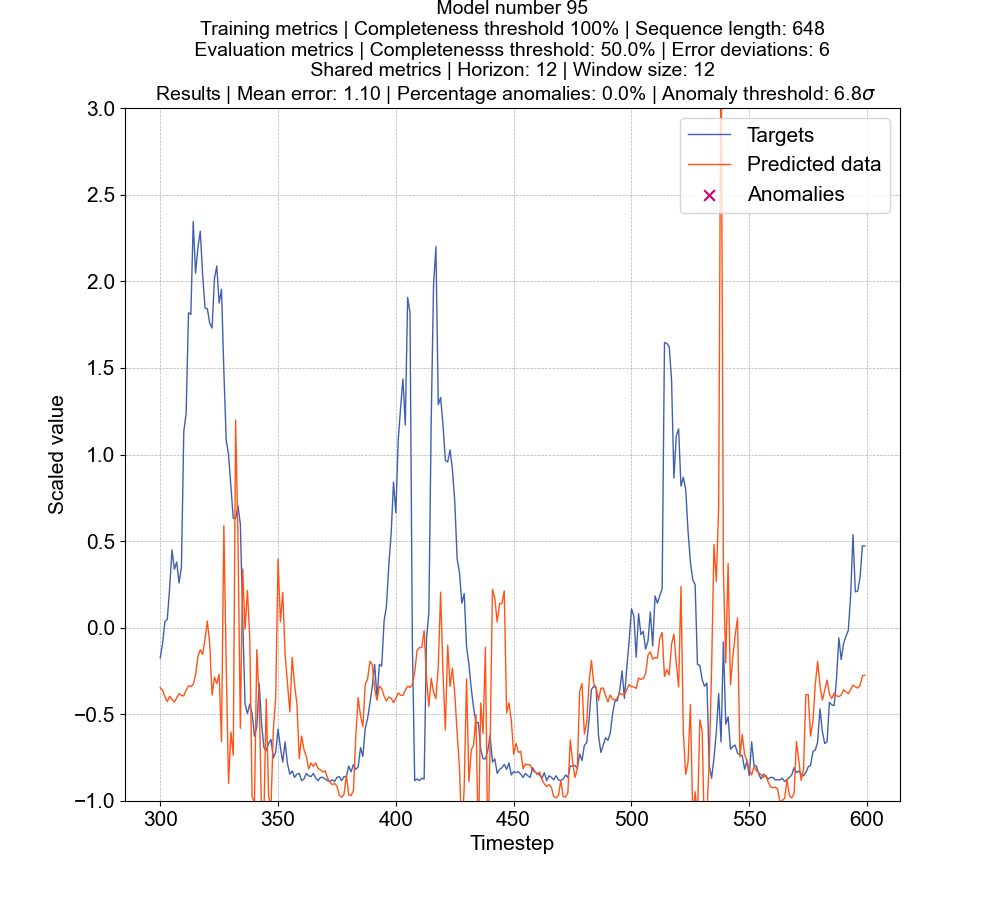 Model number 95
Training metrics | Completeness threshold 100% | Sequence length: 648
Evaluation metrics | Completenesss threshold: 50.0% | Error deviations: 6
Shared metrics | Horizon: 12 | Window size: 12
Results | Mean error: 1.10 | Percentage anomalies: 0.0% | Anomaly threshold: 6.8σ
3.0
2.5
2.0
1.5
1.0
0.5
0.0
−0.5
−1.0
Scaled value
Targets
Predicted data
Anomalies
300 350 400 450 500 550 600
Timestep